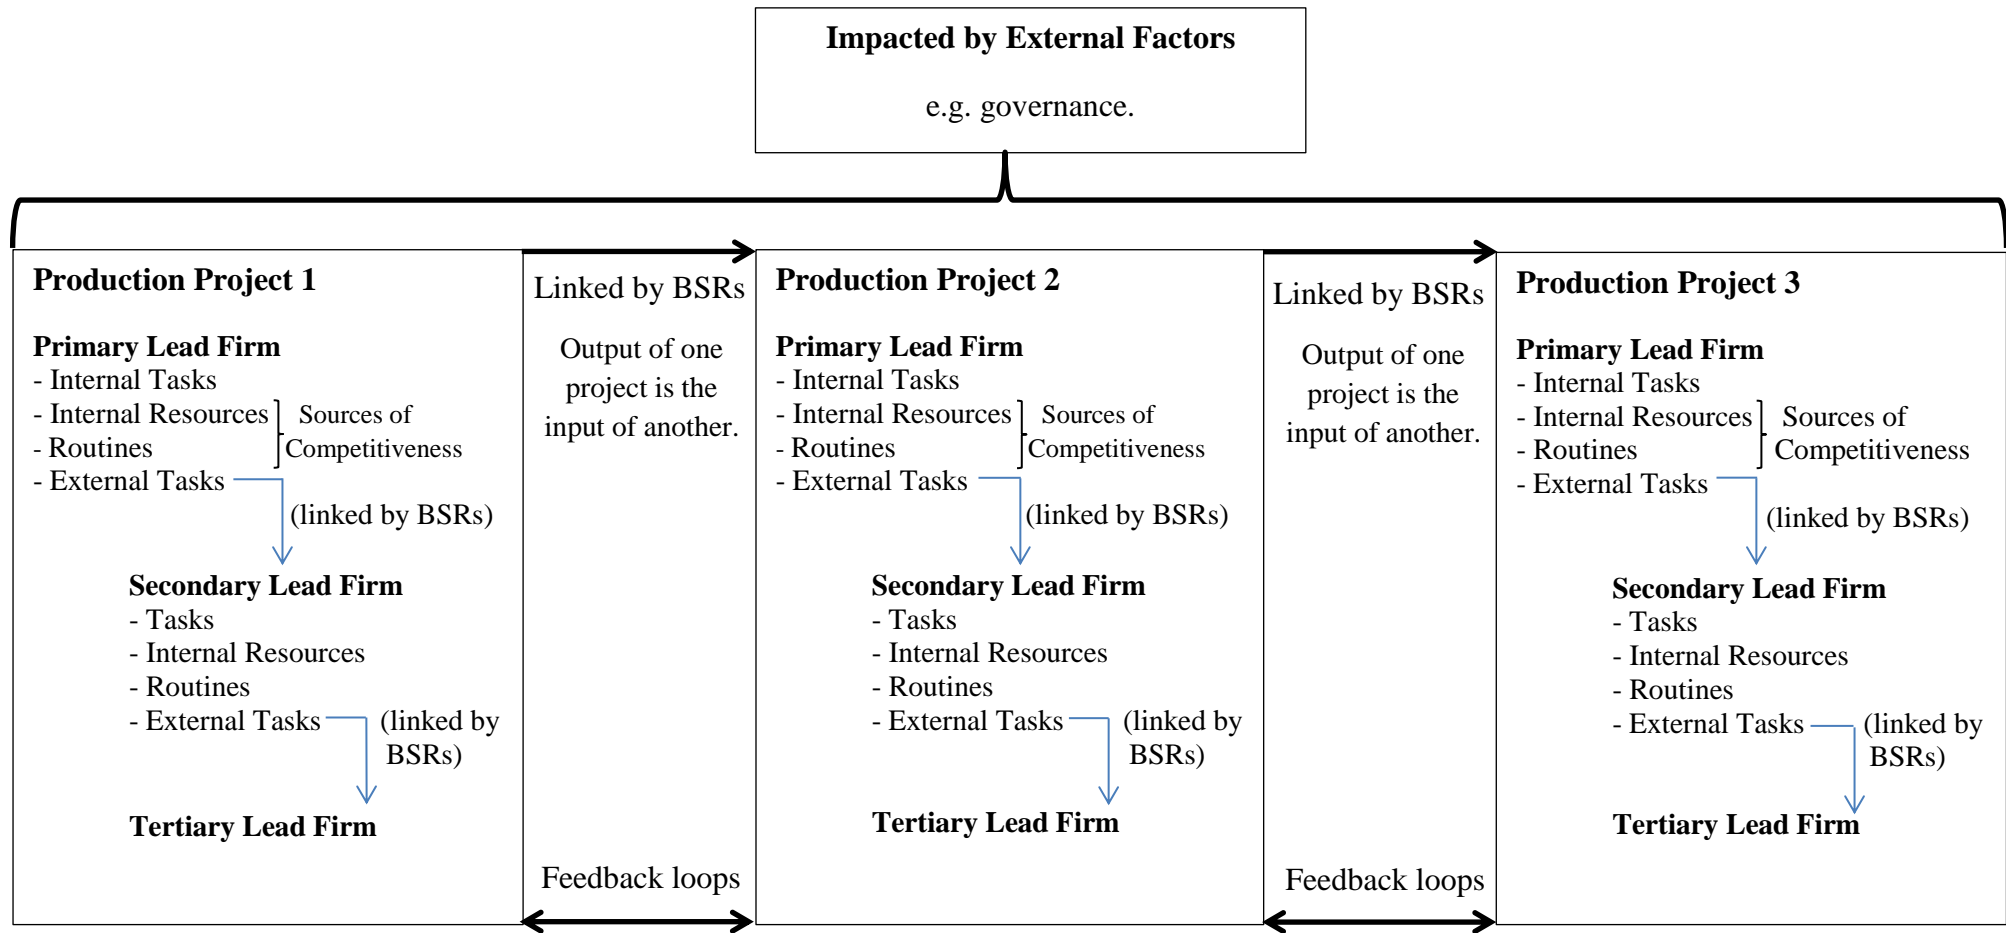 Impacted by External Factors
e.g. governance.
Production Project 1
Primary Lead Firm
- Internal Tasks
- Internal Resources
- Routines
Sources of
Competitiveness
- External Tasks
(linked by BSRs)
Secondary Lead Firm
- Tasks
- Internal Resources
- Routines
- External Tasks
(linked by
BSRs)
Tertiary Lead Firm
Linked by BSRs
Output of one
project is the
input of another.
Feedback loops
Production Project 2
Primary Lead Firm
- Internal Tasks
- Internal Resources
- Routines
Sources of
Competitiveness
- External Tasks
(linked by BSRs)
Secondary Lead Firm
- Tasks
- Internal Resources
- Routines
- External Tasks
(linked by
BSRs)
Tertiary Lead Firm
Linked by BSRs
Output of one
project is the
input of another.
Feedback loops
Production Project 3
Primary Lead Firm
- Internal Tasks
- Internal Resources
- Routines
Sources of
Competitiveness
- External Tasks
(linked by BSRs)
Secondary Lead Firm
- Tasks
- Internal Resources
- Routines
- External Tasks
(linked by
BSRs)
Tertiary Lead Firm